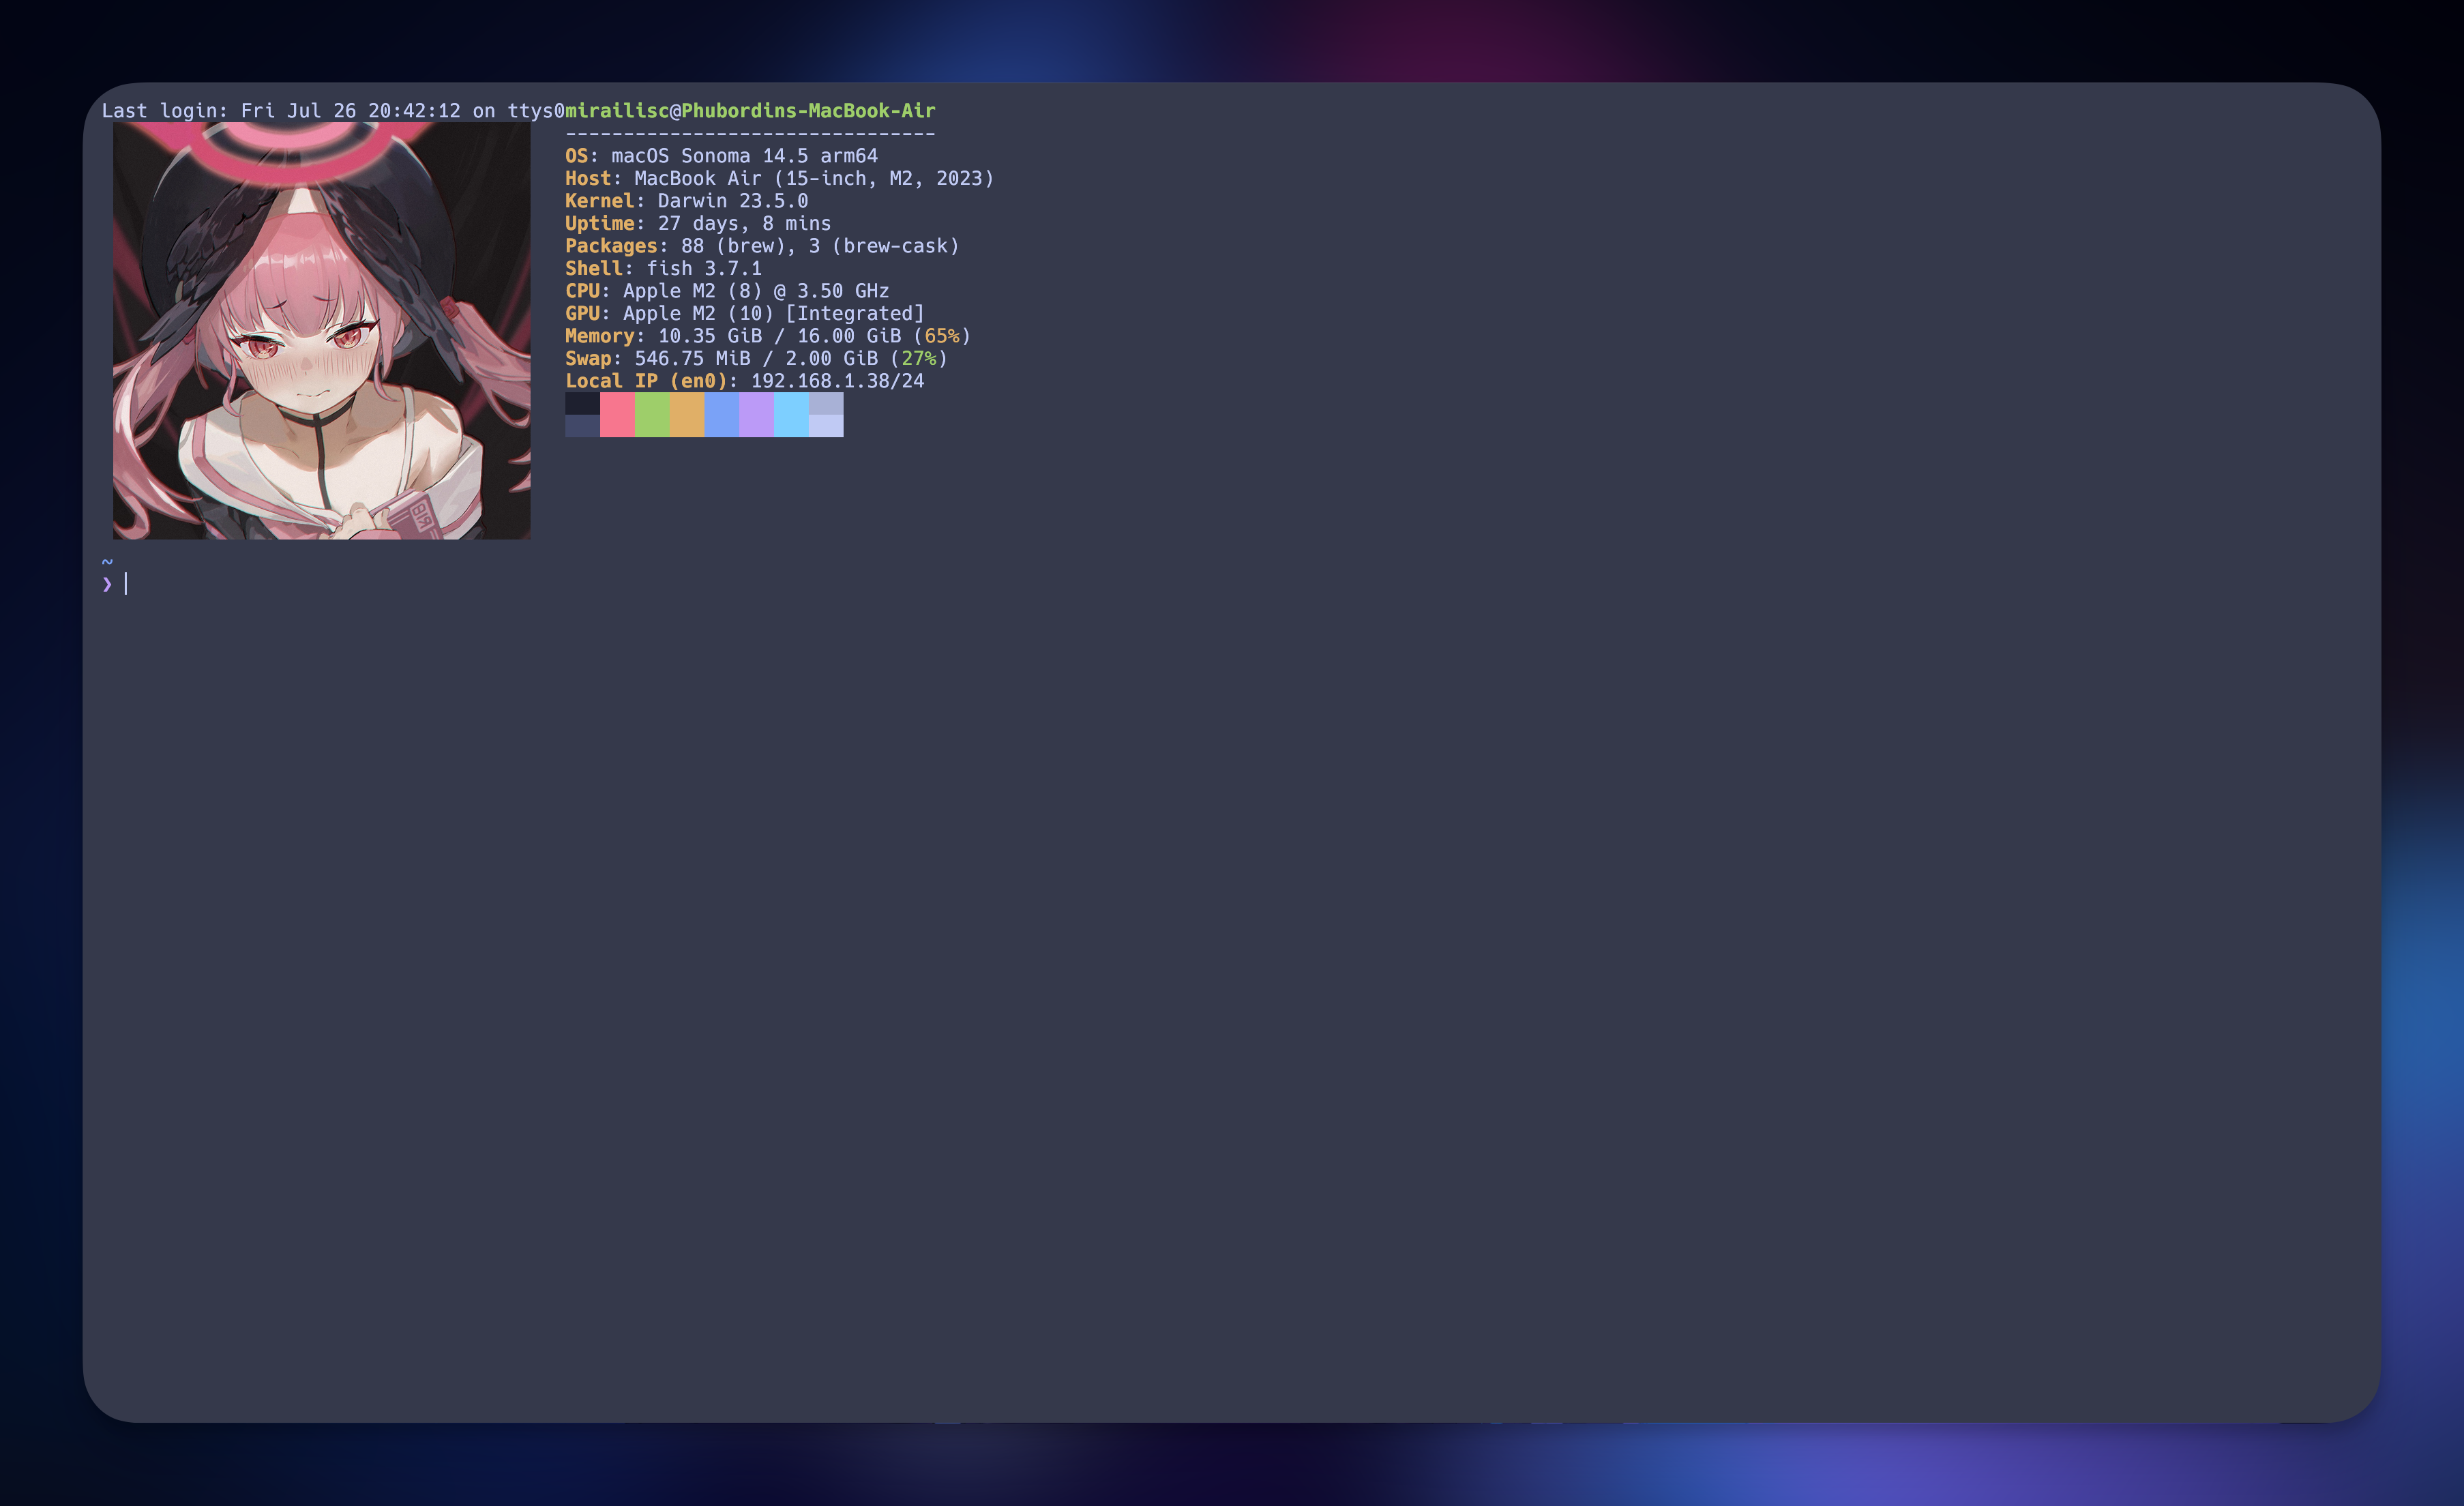 Last login: Fri Jul 26 20:42:12 on ttys0mirailisc@Phubordins-MacBook-Air
--------------------------------
OS: macOS Sonoma 14.5 arm64
Host: MacBook Air (15-inch, M2, 2023)
Kernel: Darwin 23.5.0
Uptime: 27 days, 8 mins
Packages: 88 (brew), 3 (brew-cask)
Shell: fish 3.7.1
CPU: Apple M2 (8) @ 3.50 GHz
GPU: Apple M2 (10) [Integrated]
Memory: 10.35 GiB / 16.00 GiB (65%)
Swap: 546.75 MiB / 2.00 GiB (27%)
Local IP (en0): 192.168.1.38/24
~
❯